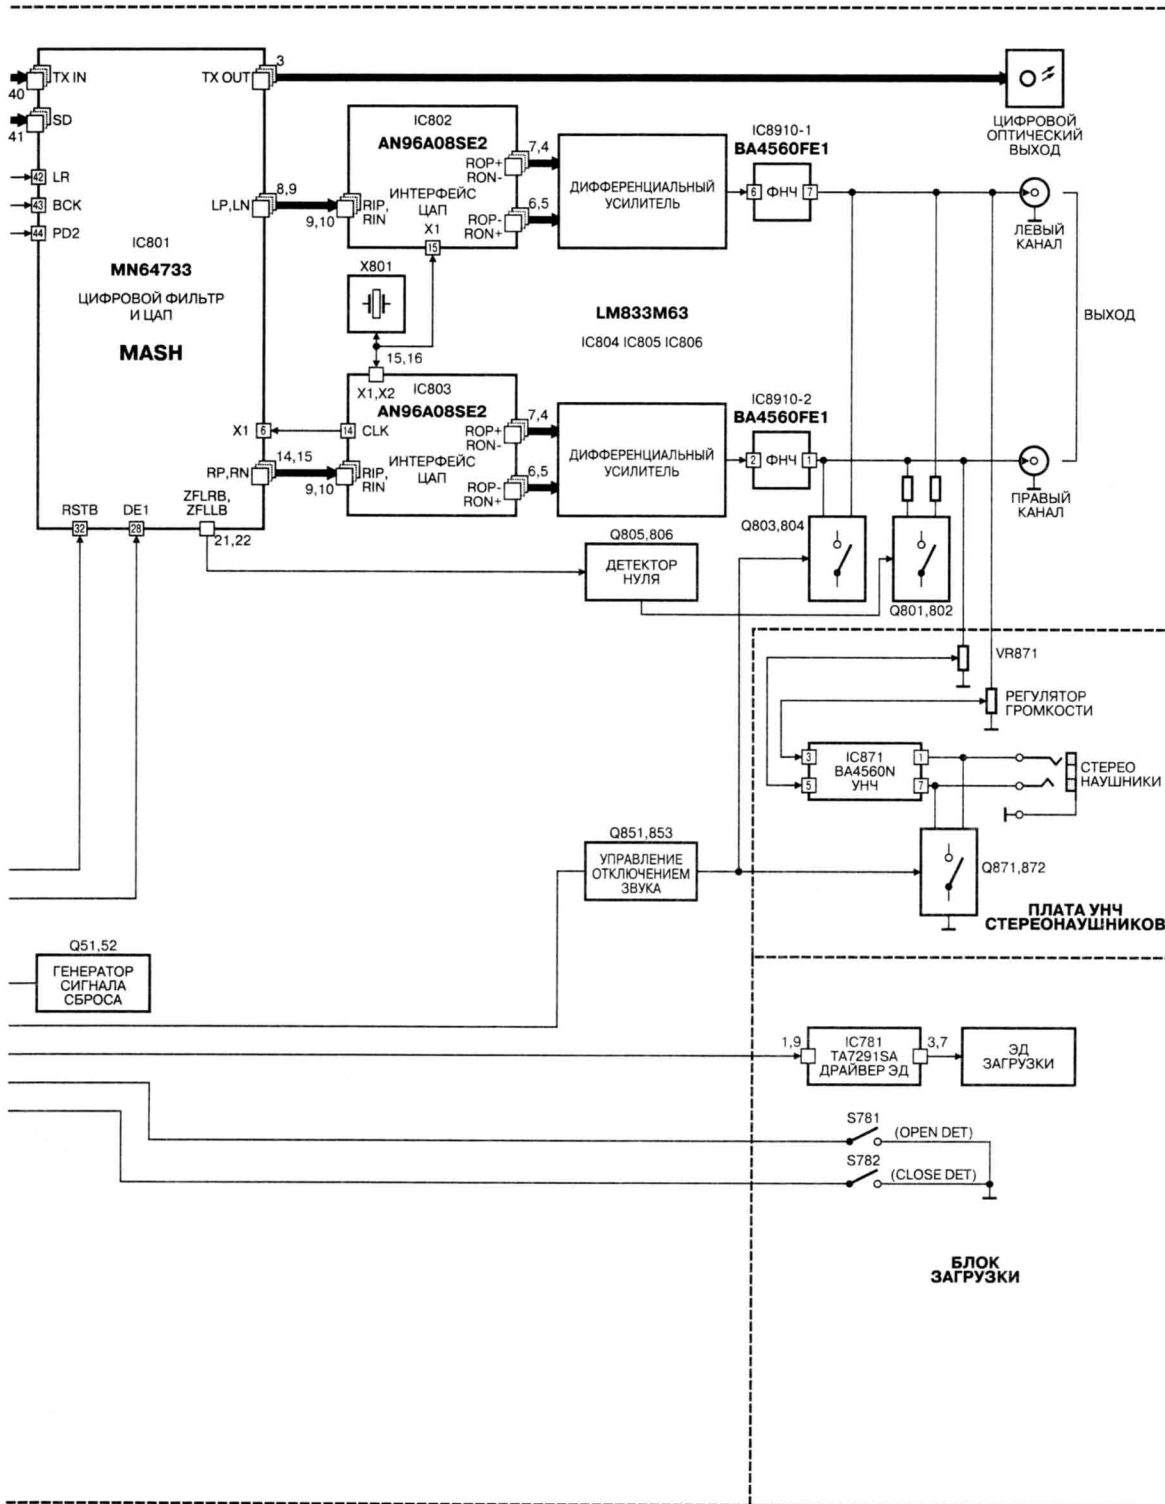 TX IN
TX OUT
3
40
SD
41
42 LR
43 BCK
44 PD2
8,9
LP,LN
IC801
MN64733
ЦИФРОВОЙ ФИЛЬТР
И ЦАП
MASH
X1 6
14,15
RP,RN
ZFLRB,
ZFLLB
RSTB
DE1
32
28
21,22
IC802
AN96A08SE2
ROP+
RON-
7,4
ИНТЕРФЕЙС
ЦАП
RIP,
RIN
9,10
ROP-
RON+
6,5
X1
15
X801
15,16
X1,X2
IC803
AN96A08SE2
14 CLK
ROP+
RON-
7,4
ИНТЕРФЕЙС
ЦАП
RIP,
RIN
9,10
ROP-
RON+
6,5
ДИФФЕРЕНЦИАЛЬНЫЙ
УСИЛИТЕЛЬ
LM833M63
IC804 IC805 IC806
ДИФФЕРЕНЦИАЛЬНЫЙ
УСИЛИТЕЛЬ
IC8910-1
BA4560FE1
6 ФНЧ 7
IC8910-2
BA4560FE1
2 ФНЧ 1
ЦИФРОВОЙ
ОПТИЧЕСКИЙ
ВЫХОД
ЛЕВЫЙ
КАНАЛ
ВЫХОД
ПРАВЫЙ
КАНАЛ
Q803,804
Q801,802
Q805,806
ДЕТЕКТОР
НУЛЯ
VR871
РЕГУЛЯТОР
ГРОМКОСТИ
3
5
IC871
BA4560N
УНЧ
1
7
СТЕРЕО
НАУШНИКИ
Q851,853
УПРАВЛЕНИЕ
ОТКЛЮЧЕНИЕМ
ЗВУКА
Q871,872
ПЛАТА УНЧ
СТЕРЕОНАУШНИКОВ
Q51,52
ГЕНЕРАТОР
СИГНАЛА
СБРОСА
1,9
IC781
TA7291SA
ДРАЙВЕР ЭД
3,7
ЭД
ЗАГРУЗКИ
S781
(OPEN DET)
S782
(CLOSE DET)
БЛОК
ЗАГРУЗКИ